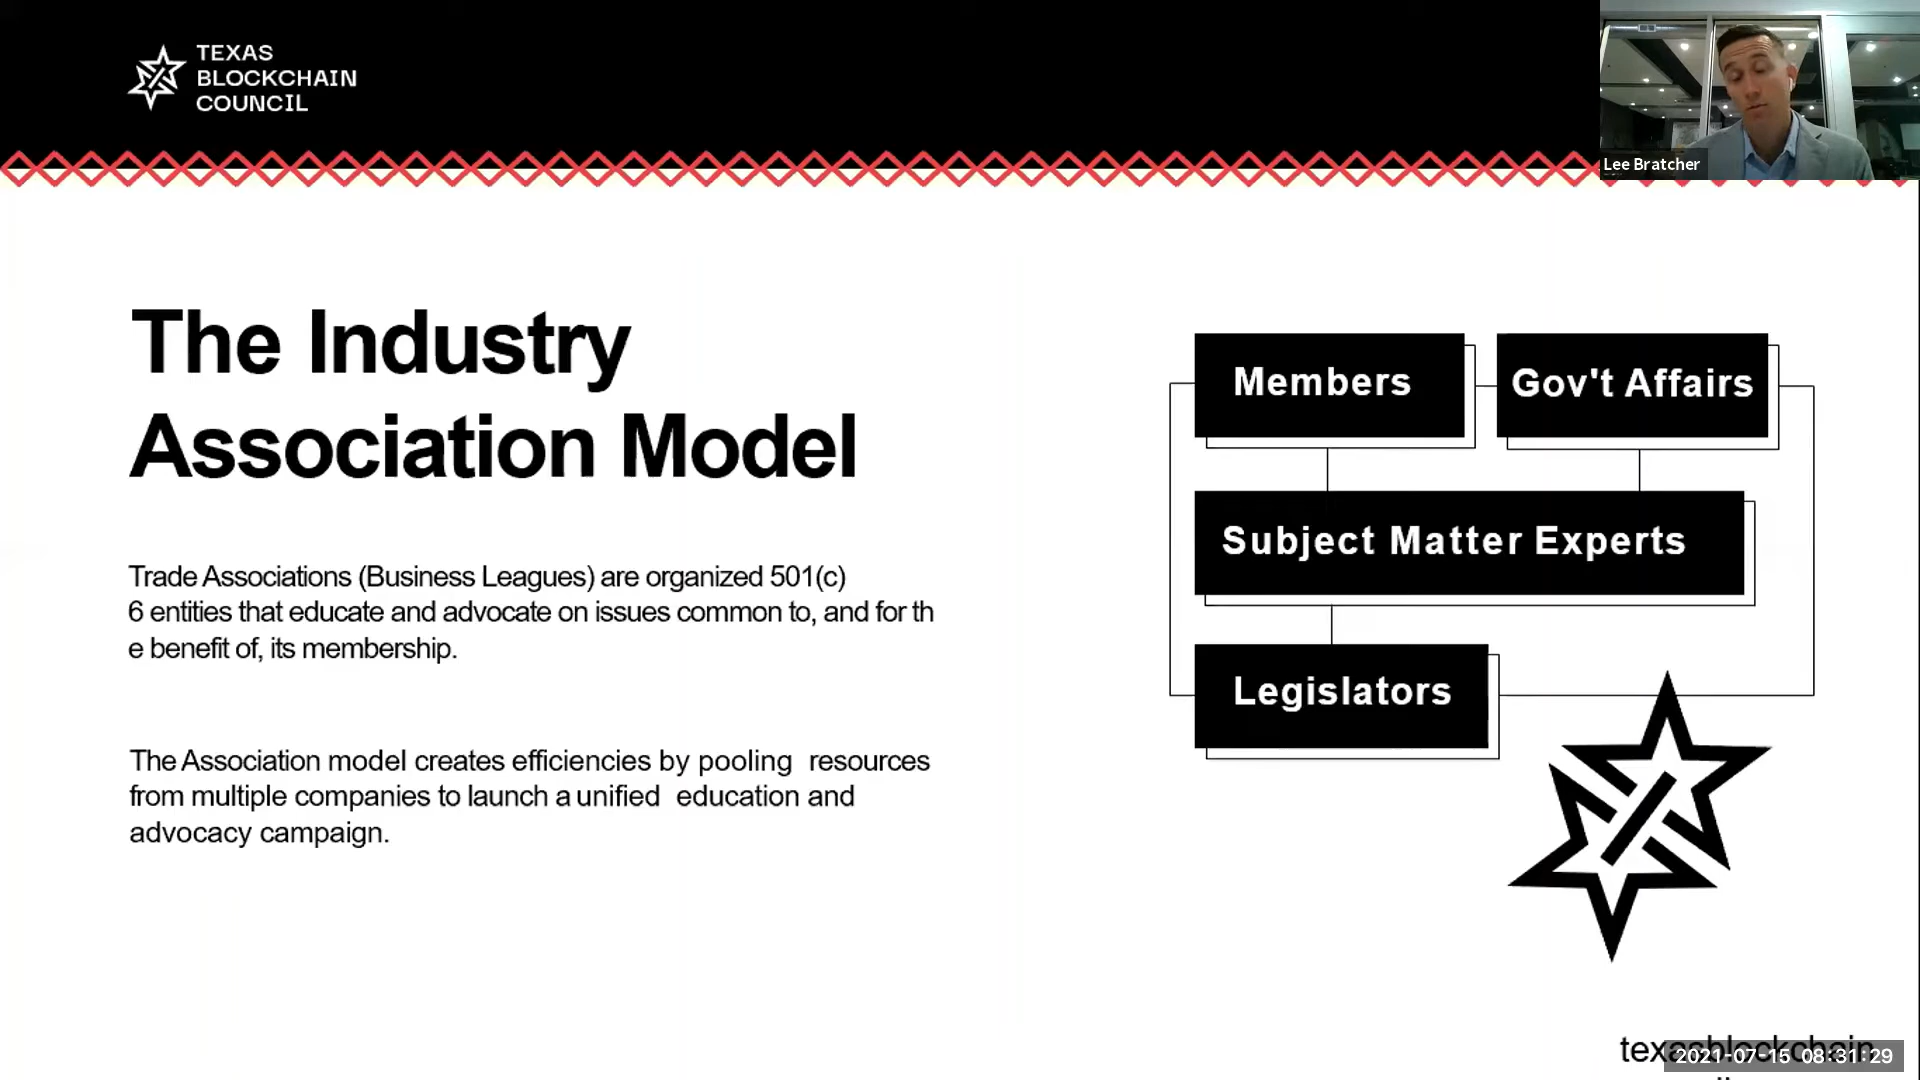 TEXAS
BLOCKCHAIN
COUNCIL
Lee Bratcher
The Industry
Association Model
Trade Associations (Business Leagues) are organized 501(c)
6 entities that educate and advocate on issues common to, and for th
e benefit of, its membership.
The Association model creates efficiencies by pooling resources
from multiple companies to launch a unified education and
advocacy campaign.
Members
Gov't Affairs
Subject Matter Experts
Legislators
texasblockchain
2021-07-15 08:31:29